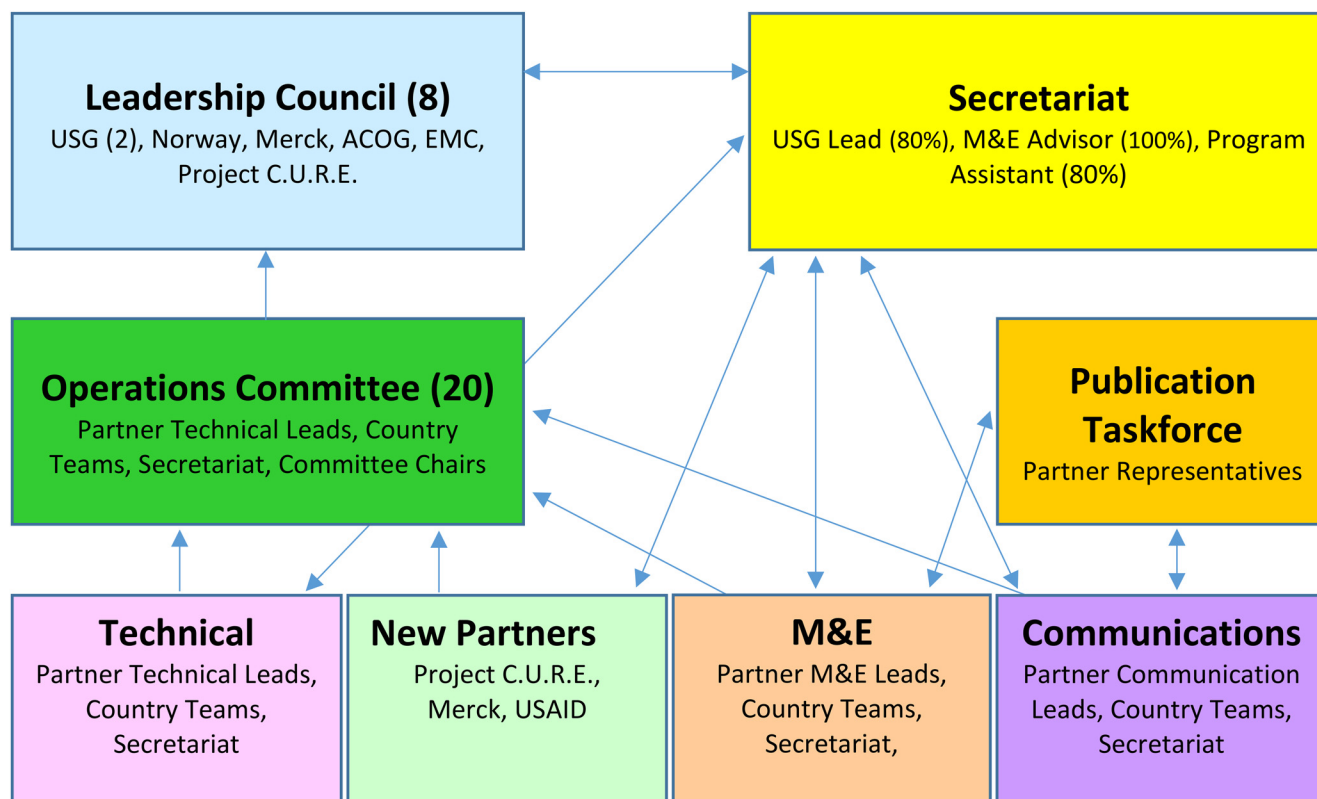 Leadership Council (8)
USG (2), Norway, Merck, ACOG, EMC,
Project C.U.R.E.
Secretariat
USG Lead (80%), M&E Advisor (100%), Program
Assistant (80%)
Operations Committee (20)
Partner Technical Leads, Country
Teams, Secretariat, Committee Chairs
Publication
Taskforce
Partner Representatives
Technical
Partner Technical Leads,
Country Teams,
Secretariat
New Partners
Project C.U.R.E.,
Merck, USAID
M&E
Partner M&E Leads,
Country Teams,
Secretariat,
Communications
Partner Communication
Leads, Country Teams,
Secretariat